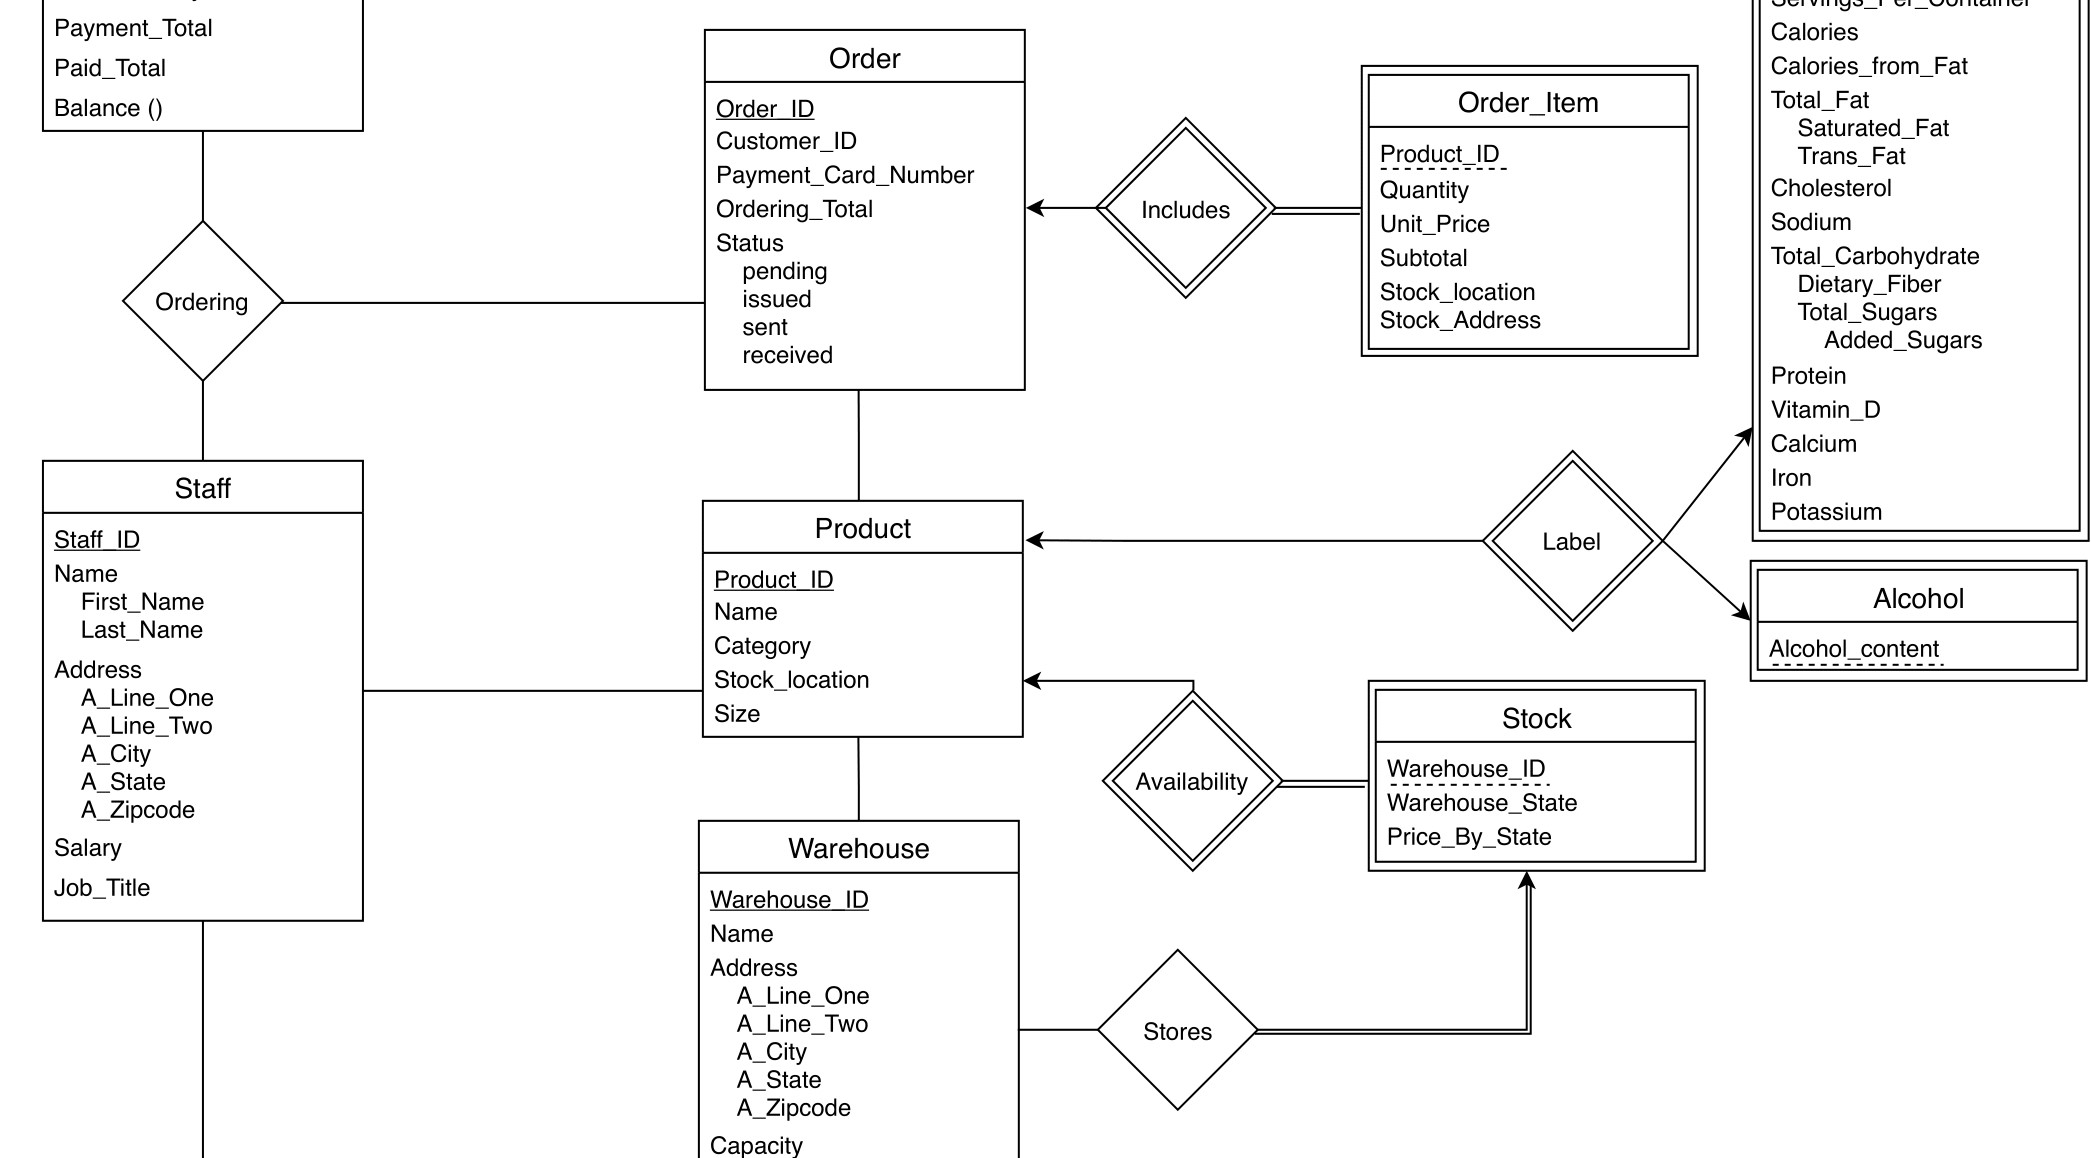 Payment_Total
Paid_Total
Balance ()
Ordering
Staff
Staff_ID
Name
First_Name
Last_Name
Address
A_Line_One
A_Line_Two
A_City
A_State
A_Zipcode
Salary
Job_Title
Order
Order_ID
Customer_ID
Payment_Card_Number
Ordering_Total
Status
pending
issued
sent
received
Includes
Order_Item
Product_ID
Quantity
Unit_Price
Subtotal
Stock_location
Stock_Address
Product
Product_ID
Name
Category
Stock_location
Size
Label
Servings_Per_Container
Calories
Calories_from_Fat
Total_Fat
Saturated_Fat
Trans_Fat
Cholesterol
Sodium
Total_Carbohydrate
Dietary_Fiber
Total_Sugars
Added_Sugars
Protein
Vitamin_D
Calcium
Iron
Potassium
Alcohol
Alcohol_content
Availability
Stock
Warehouse_ID
Warehouse_State
Price_By_State
Warehouse
Warehouse_ID
Name
Address
A_Line_One
A_Line_Two
A_City
A_State
A_Zipcode
Capacity
Stores